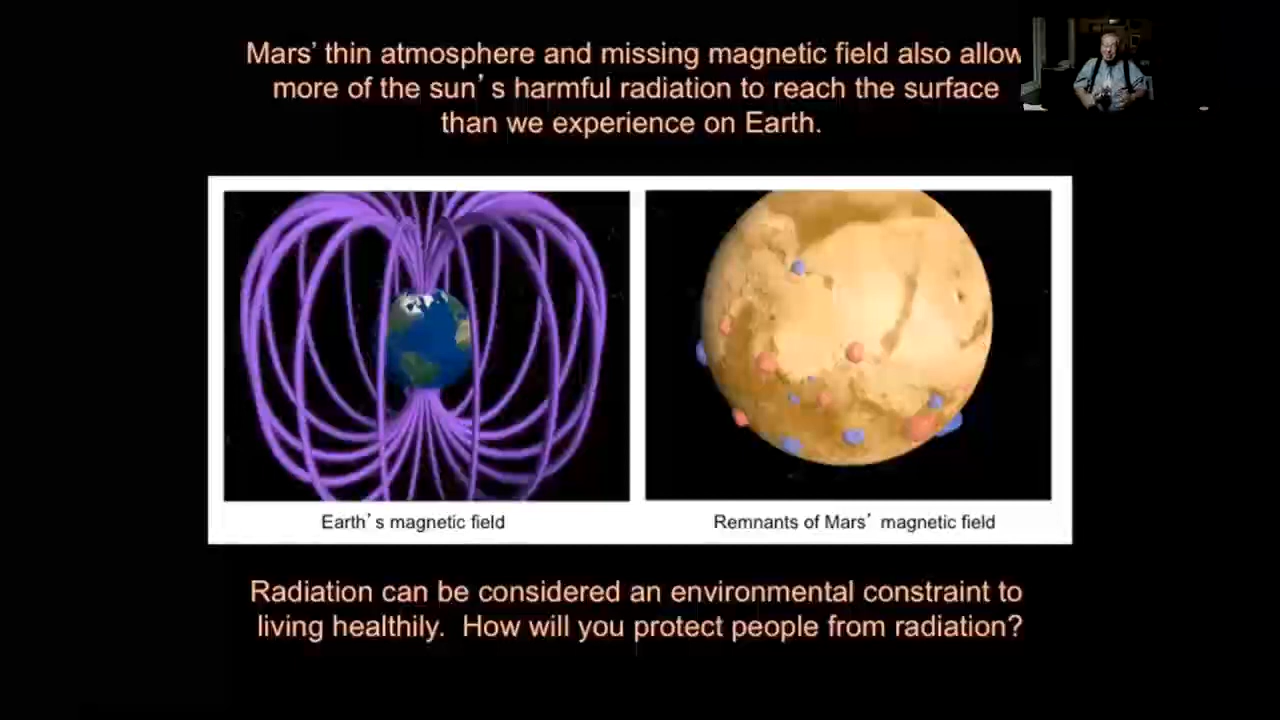 Mars’ thin atmosphere and missing magnetic field also allow
more of the sun’s harmful radiation to reach the surface
than we experience on Earth.
Earth’s magnetic field
Remnants of Mars’ magnetic field
Radiation can be considered an environmental constraint to
living healthily. How will you protect people from radiation?